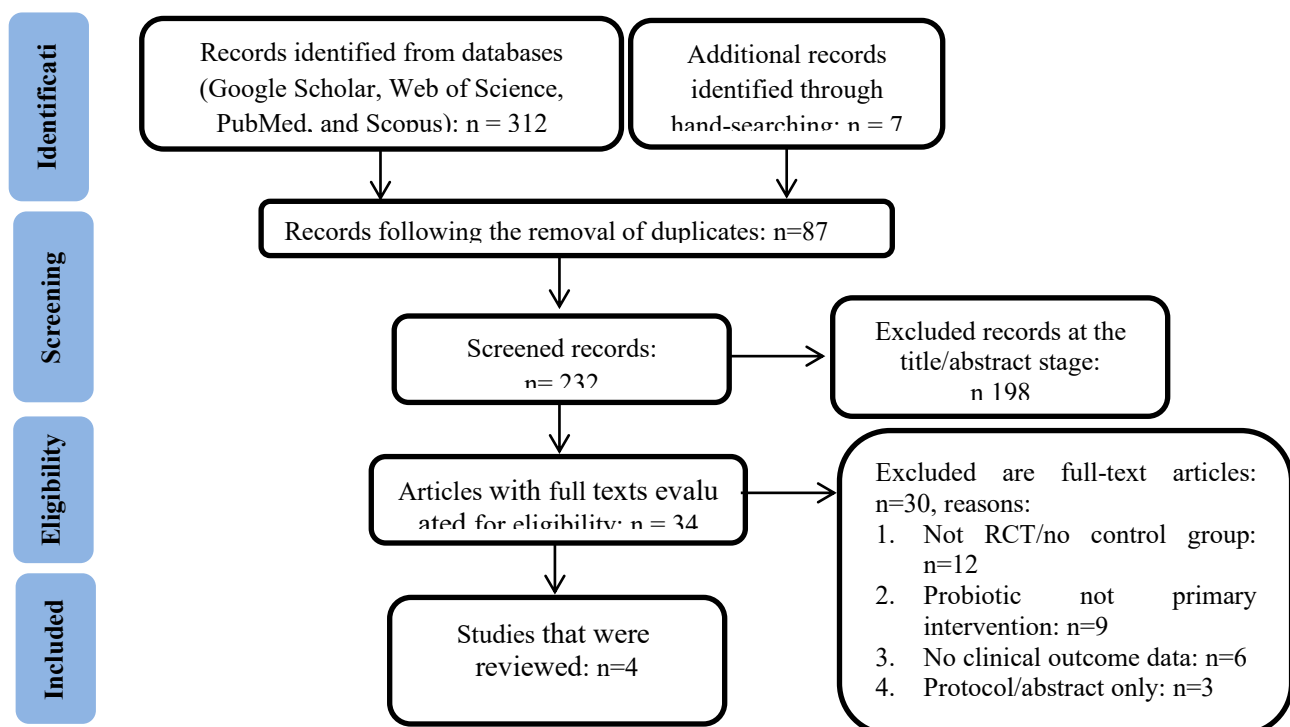 Identificati
Records identified from databases
(Google Scholar, Web of Science,
PubMed, and Scopus): n = 312
Additional records
identified through
hand-searching: n = 7
Records following the removal of duplicates: n=87
Screening
Screened records:
n= 232
Excluded records at the
title/abstract stage:
n 198
Eligibility
Articles with full texts evalu
ated for eligibility: n = 34
Excluded are full-text articles:
n=30, reasons:
1. Not RCT/no control group:
n=12
2. Probiotic not primary
intervention: n=9
3. No clinical outcome data: n=6
4. Protocol/abstract only: n=3
Included
Studies that were
reviewed: n=4